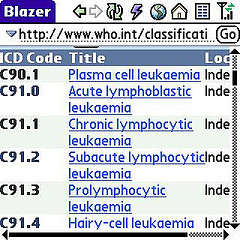 Blazer
http://www.who.int/classificati Go
ICD Code Title Loc
C90.1 Plasma cell leukaemia Inde
C91.0 Acute lymphoblastic Inde
leukaemia
C91.1 Chronic lymphocytic Inde
leukaemia
C91.2 Subacute lymphocytic Inde
leukaemia
C91.3 Prolymphocytic Inde
leukaemia
C91.4 Hairy-cell leukaemia Inde